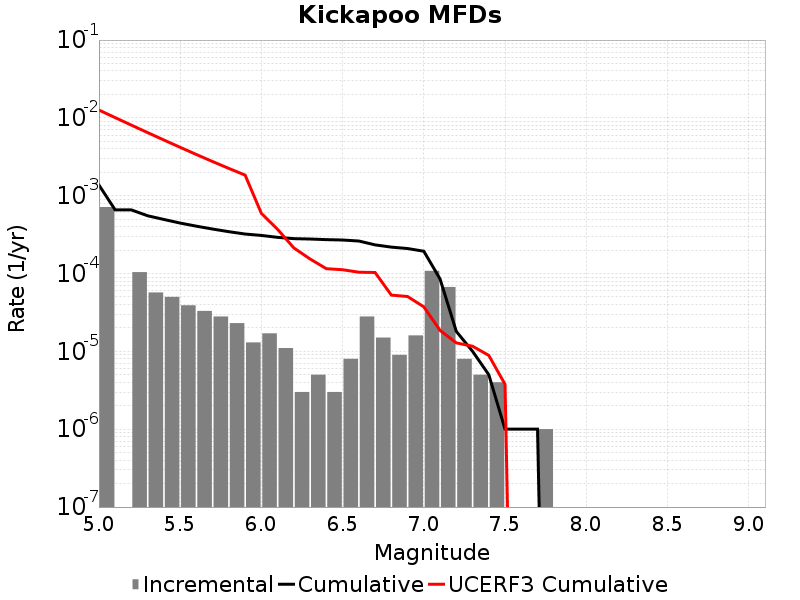 Kickapoo MFDs
10-1
10-2
10-3
10-4
10-5
10-6
10-7
Rate (1/yr)
5.0 5.5 6.0 6.5 7.0 7.5 8.0 8.5 9.0
Magnitude
Incremental Cumulative UCERF3 Cumulative